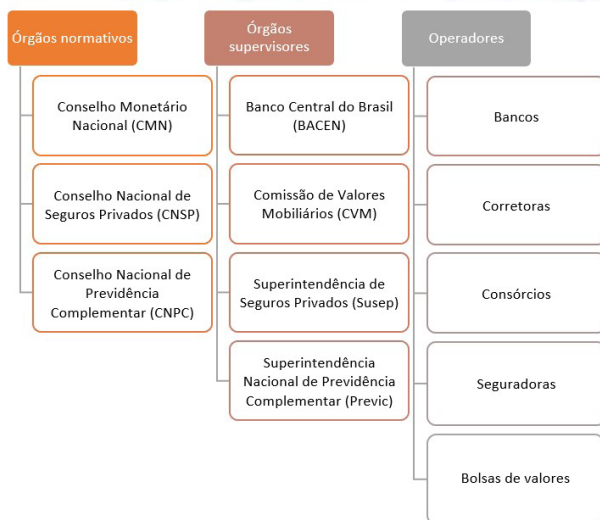 Órgãos normativos
Conselho Monetário
Nacional (CMN)
Conselho Nacional de
Seguros Privados (CNSP)
Conselho Nacional de
Previdência
Complementar (CNPC)
Órgãos
supervisores
Banco Central do Brasil
(BACEN)
Comissão de Valores
Mobiliários (CVM)
Superintendência de
Seguros Privados (Susep)
Superintendência
Nacional de Previdência
Complementar (Previc)
Operadores
Bancos
Corretoras
Consórcios
Seguradoras
Bolsas de valores